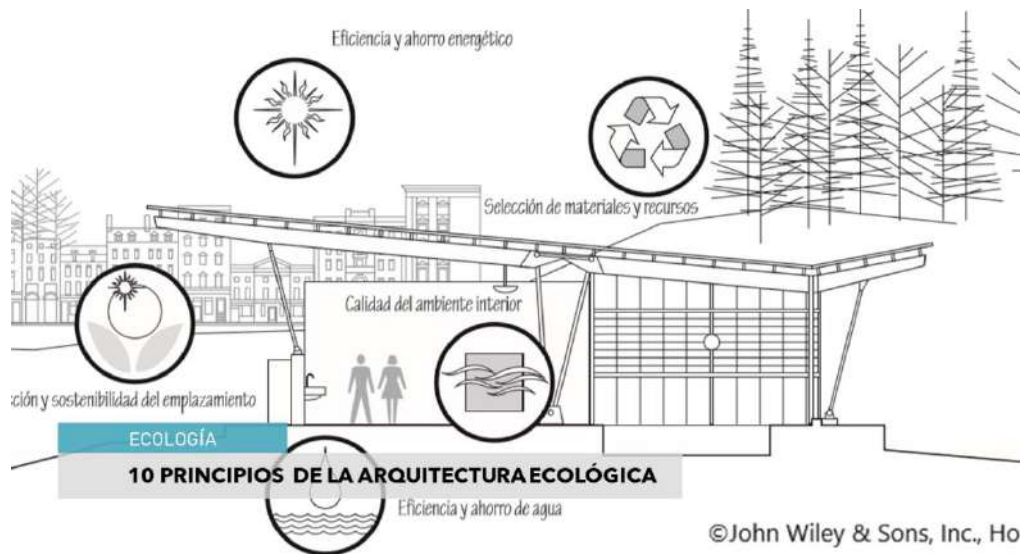 Eficiencia y ahorro energético
Selección de materiales y recursos
Calidad del ambiente interior
ción y sostenibilidad del emplazamiento
ECOLOGÍA
10 PRINCIPIOS DE LA ARQUITECTURA ECOLÓGICA
Eficiencia y ahorro de agua
©John Wiley & Sons, Inc., Ho